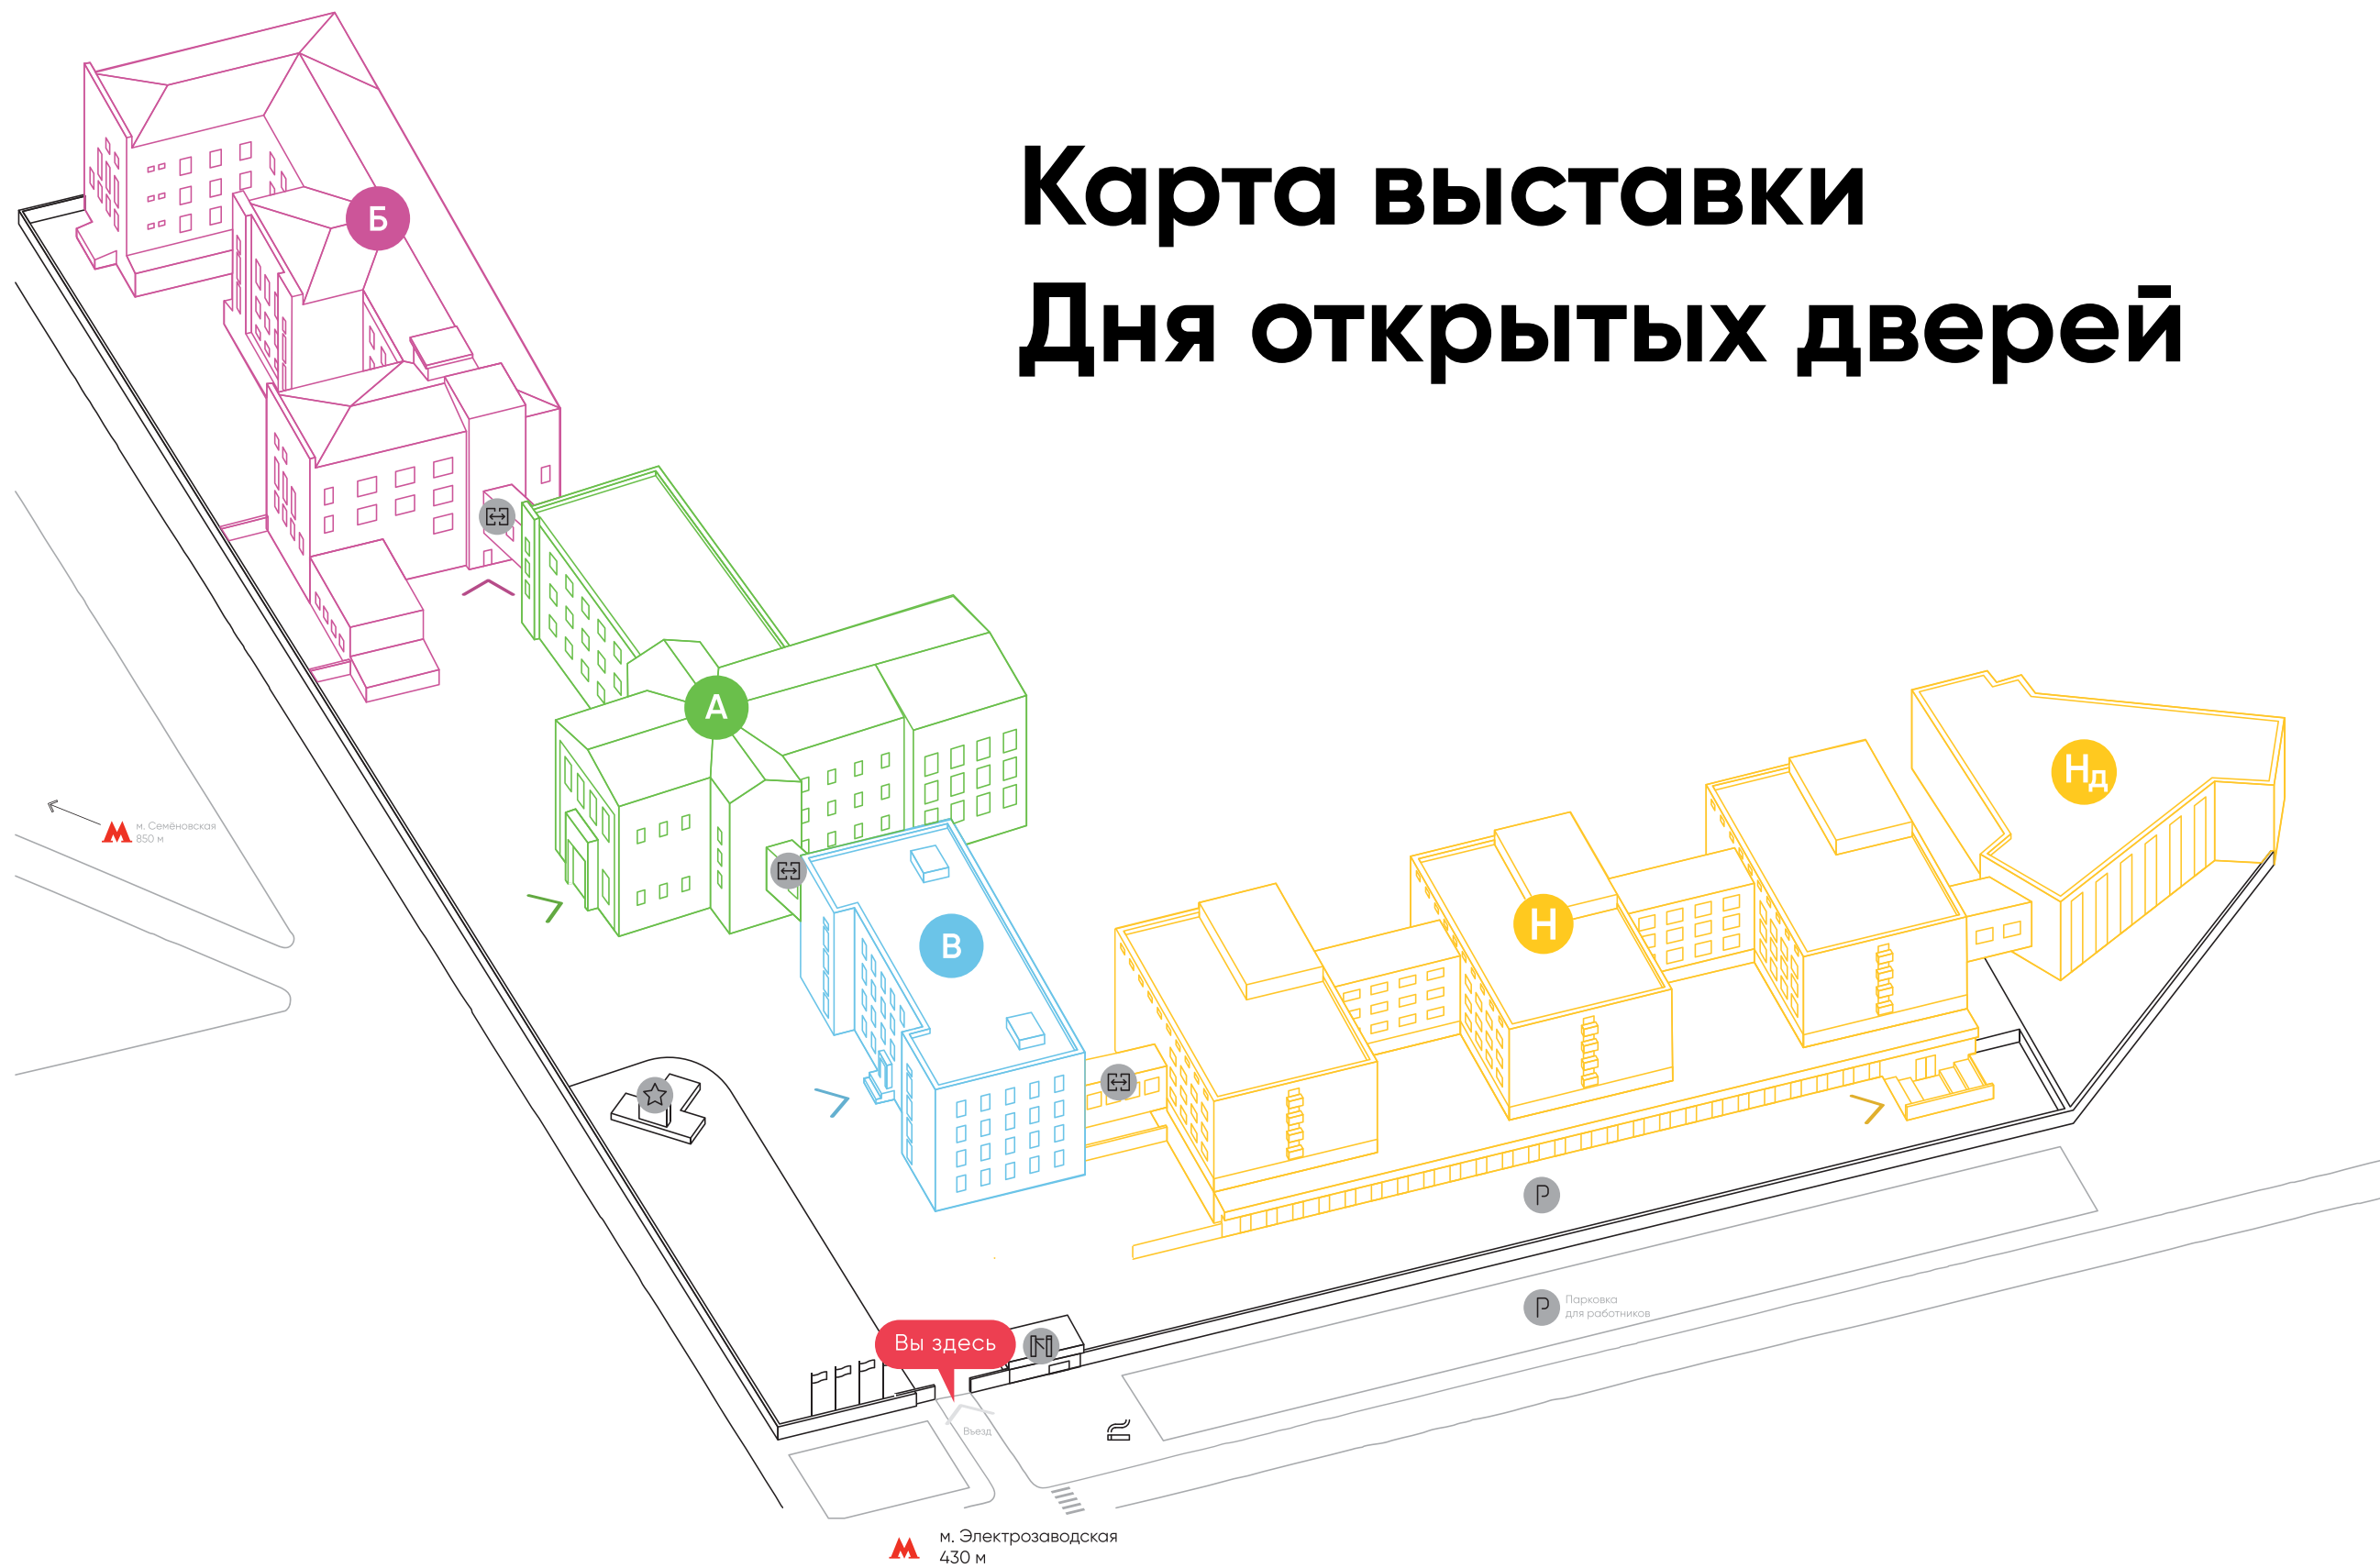 Карта выставки
Дня открытых дверей
Б
А
Нд
м. Семёновская
850 м
Н
В
P
P
Парковка
для работников
Вы здесь
Въезд
м. Электрозаводская
430 м